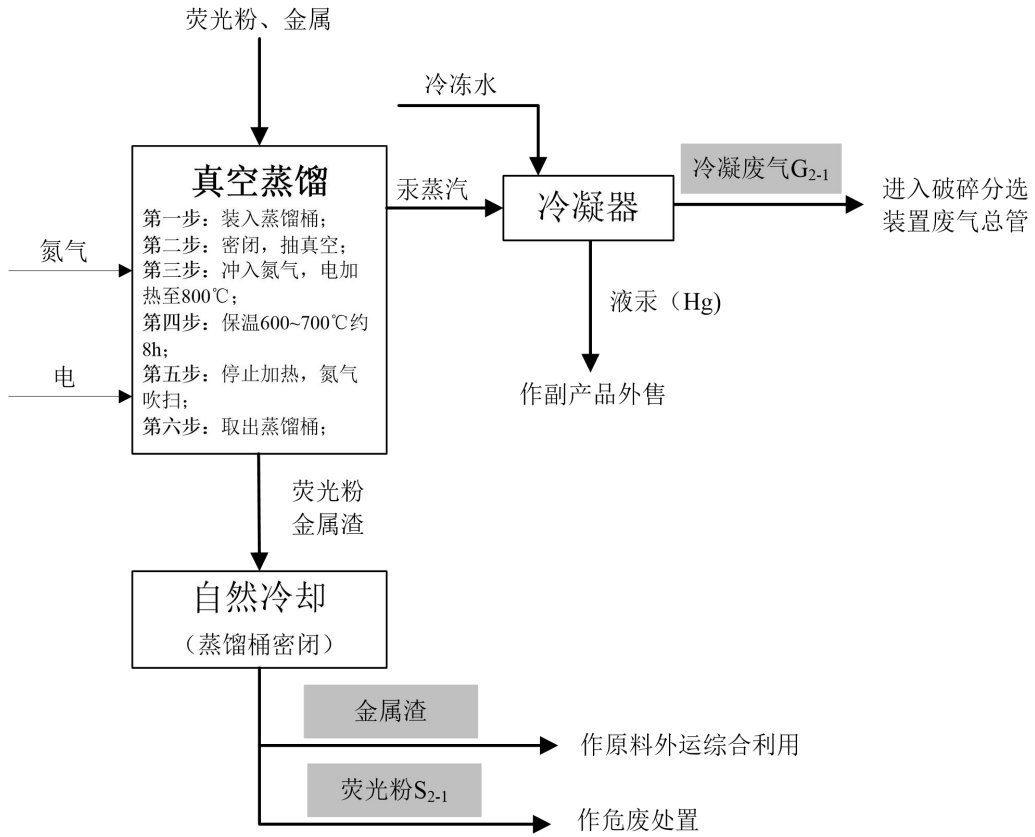 荧光粉、金属
冷冻水
真空蒸馏
第一步：装入蒸馏桶；
第二步：密闭，抽真空；
第三步：冲入氮气，电加
热至800℃；
第四步：保温600~700℃约
8h；
第五步：停止加热，氮气
吹扫；
第六步：取出蒸馏桶；
氮气
电
汞蒸汽
冷凝器
冷凝废气G2-1
进入破碎分选
装置废气总管
液汞（Hg)
作副产品外售
荧光粉
金属渣
自然冷却
（蒸馏桶密闭）
金属渣
作原料外运综合利用
荧光粉S2-1
作危废处置